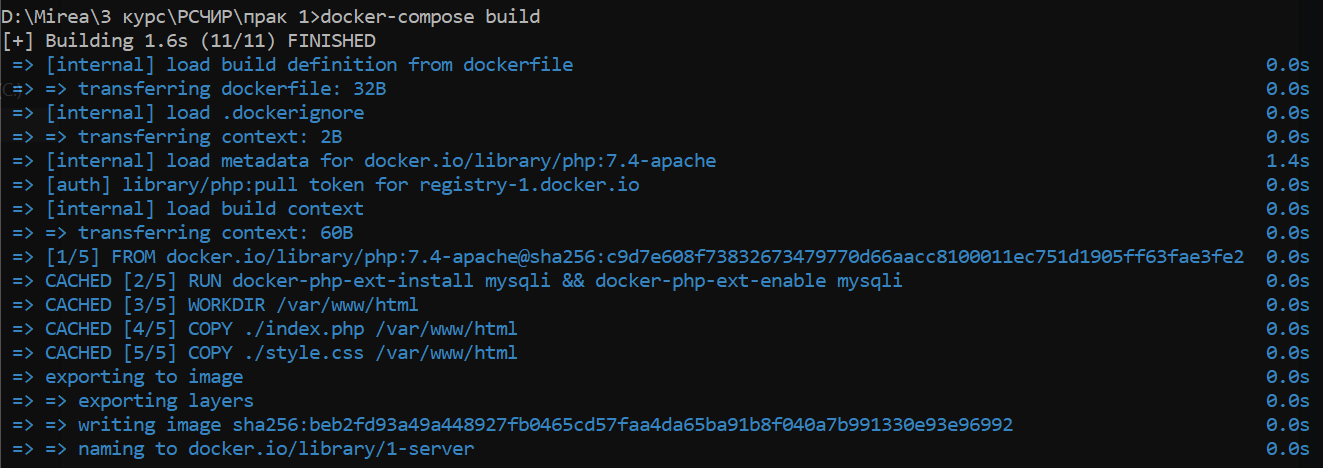 D:\Mirea\3 курс\РСЧИР\прак 1>docker-compose build
[+] Building 1.6s (11/11) FINISHED
=> [internal] load build definition from dockerfile 0.0s
=> => transferring dockerfile: 32B 0.0s
=> [internal] load .dockerignore 0.0s
=> => transferring context: 2B 0.0s
=> [internal] load metadata for docker.io/library/php:7.4-apache 1.4s
=> [auth] library/php:pull token for registry-1.docker.io 0.0s
=> [internal] load build context 0.0s
=> => transferring context: 60B 0.0s
=> [1/5] FROM docker.io/library/php:7.4-apache@sha256:c9d7e608f73832673479770d66aacc8100011ec751d1905ff63fae3fe2 0.0s
=> CACHED [2/5] RUN docker-php-ext-install mysqli && docker-php-ext-enable mysqli 0.0s
=> CACHED [3/5] WORKDIR /var/www/html 0.0s
=> CACHED [4/5] COPY ./index.php /var/www/html 0.0s
=> CACHED [5/5] COPY ./style.css /var/www/html 0.0s
=> exporting to image 0.0s
=> => exporting layers 0.0s
=> => writing image sha256:beb2fd93a49a448927fb0465cd57faa4da65ba91b8f040a7b991330e93e96992 0.0s
=> => naming to docker.io/library/1-server 0.0s